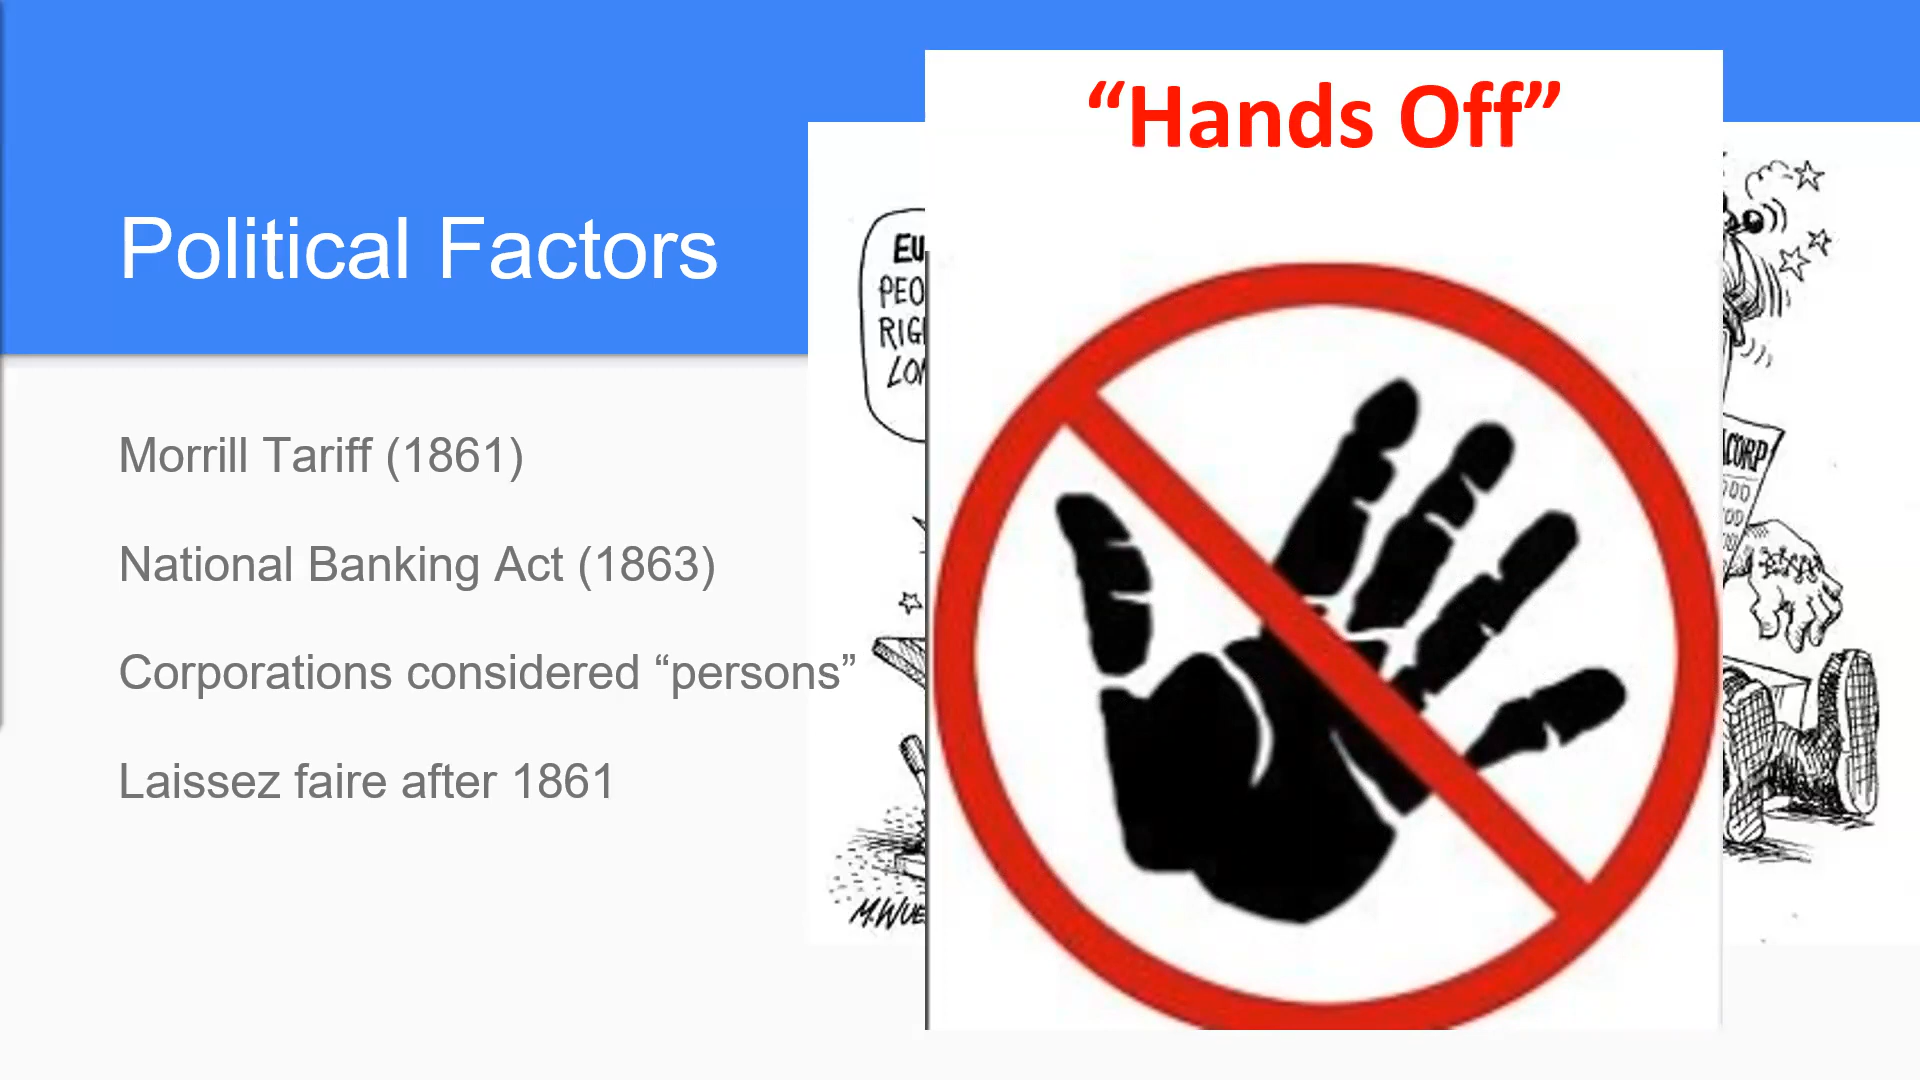 “Hands Off”
Political Factors
Morrill Tariff (1861)
National Banking Act (1863)
Corporations considered “persons”
Laissez faire after 1861